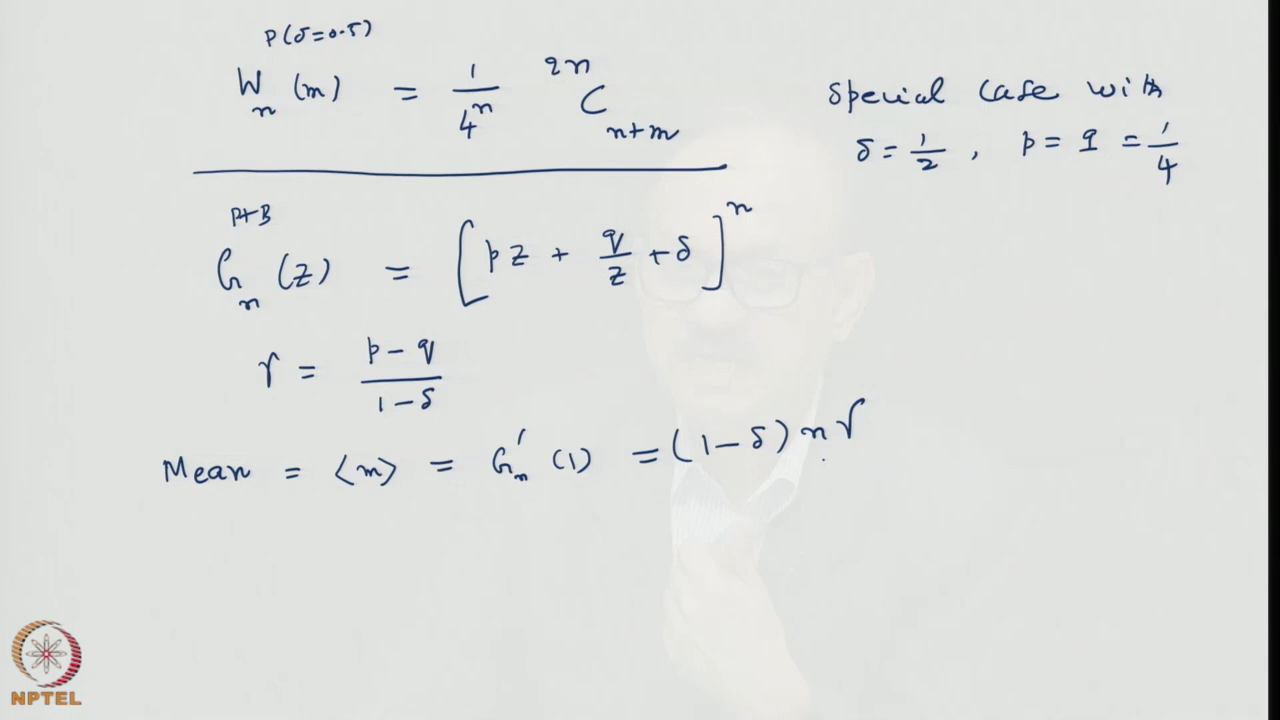 P(δ=0.5)
W_n (m) = 1/4^n ^{2n}C_{n+m}
Special case with
δ = 1/2 , p = q = 1/4
P+B
G_n (z) = [ pz + q/z + δ ]^n
γ = (p - q)/(1 - δ)
Mean = ⟨m⟩ = G_n' (1) = (1-δ) n γ
NPTEL